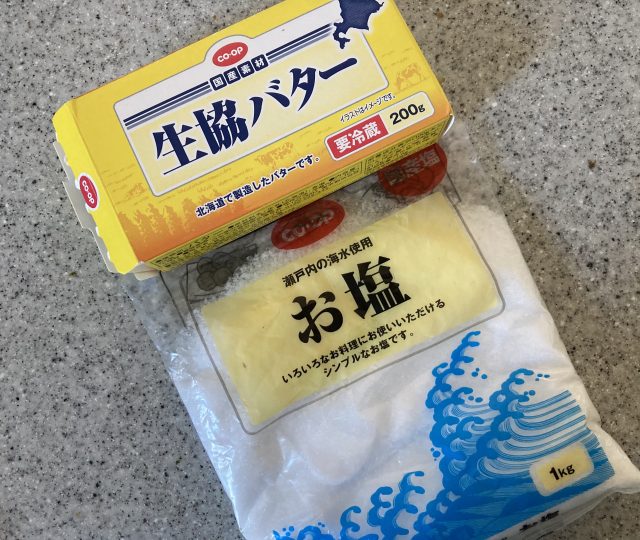 CO·OP
国産素材
生協バター
イラストはイメージです。
要冷蔵
200g
北海道で製造したバターです。
CO·OP
CO·OP
瀬戸内の海水使用
お塩
いろいろなお料理にお使いいただける
シンプルなお塩です。
1kg